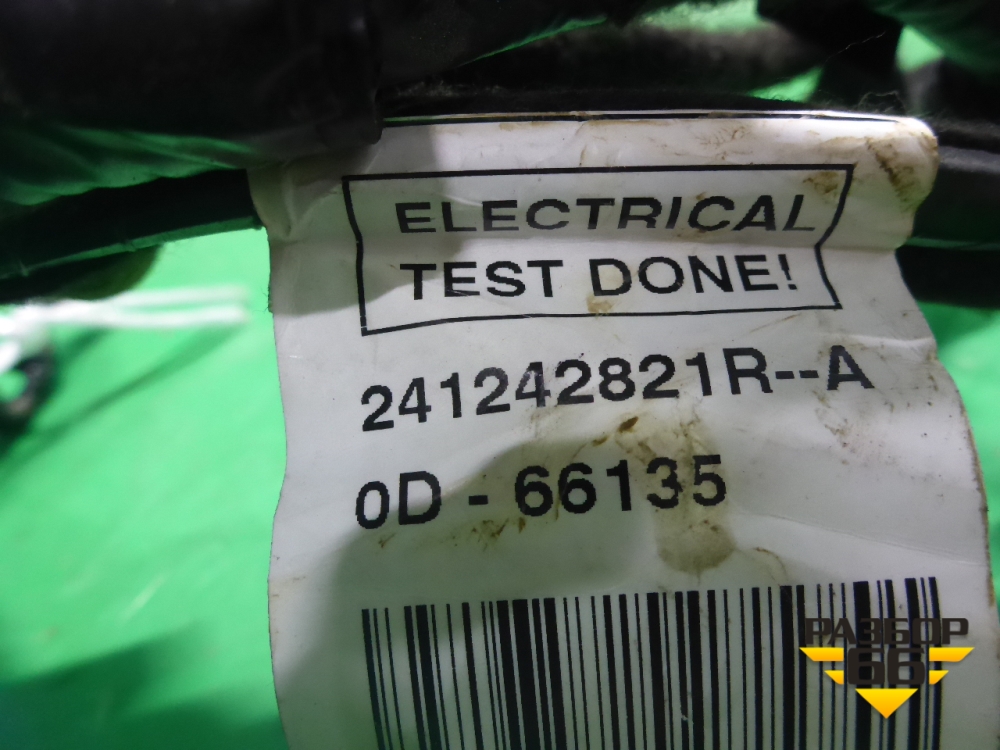 ELECTRICAL
TEST DONE!
241242821R--A
0D - 66135
РАЗБОР
66